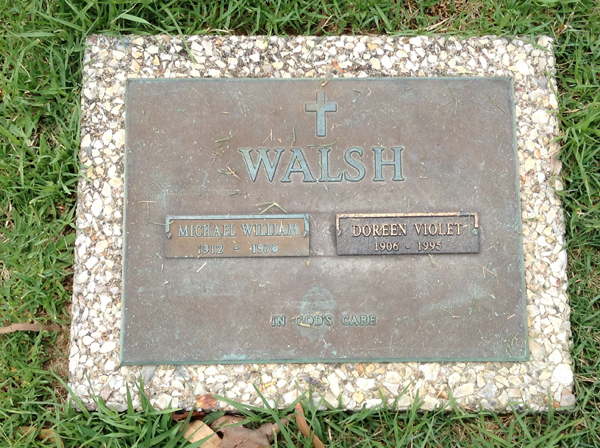 WALSH
MICHAEL WILLIAM
1912 - 1976
DOREEN VIOLET
1906 - 1995
IN GOD'S CARE